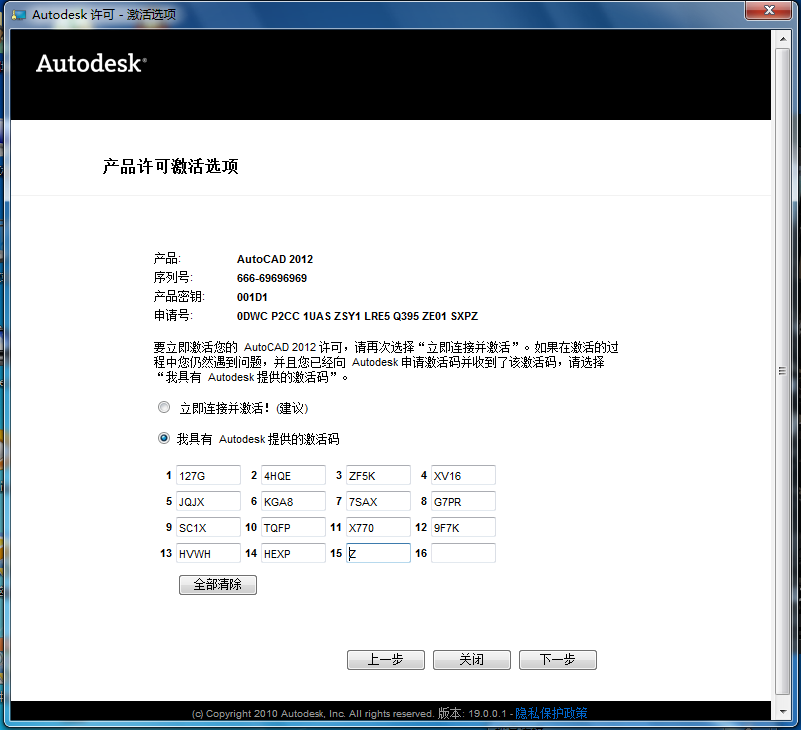 Autodesk 许可 - 激活选项
Autodesk®
产品许可激活选项
产品: AutoCAD 2012
序列号: 666-69696969
产品密钥: 001D1
申请号: 0DWC P2CC 1UAS ZSY1 LRE5 Q395 ZE01 SXPZ
要立即激活您的 AutoCAD 2012 许可，请再次选择“立即连接并激活”。如果在激活的过
程中您仍然遇到问题，并且您已经向 Autodesk 申请激活码并收到了该激活码，请选择
“我具有 Autodesk 提供的激活码”。
立即连接并激活！(建议)
我具有 Autodesk 提供的激活码
1 127G 2 4HQE 3 ZF5K 4 XV16
5 JQJX 6 KGA8 7 7SAX 8 G7PR
9 SC1X 10 TQFP 11 X770 12 9F7K
13 HVWH 14 HEXP 15 Z 16
全部清除
上一步 关闭 下一步
(c) Copyright 2010 Autodesk, Inc. All rights reserved. 版本: 19.0.0.1 - 隐私保护政策